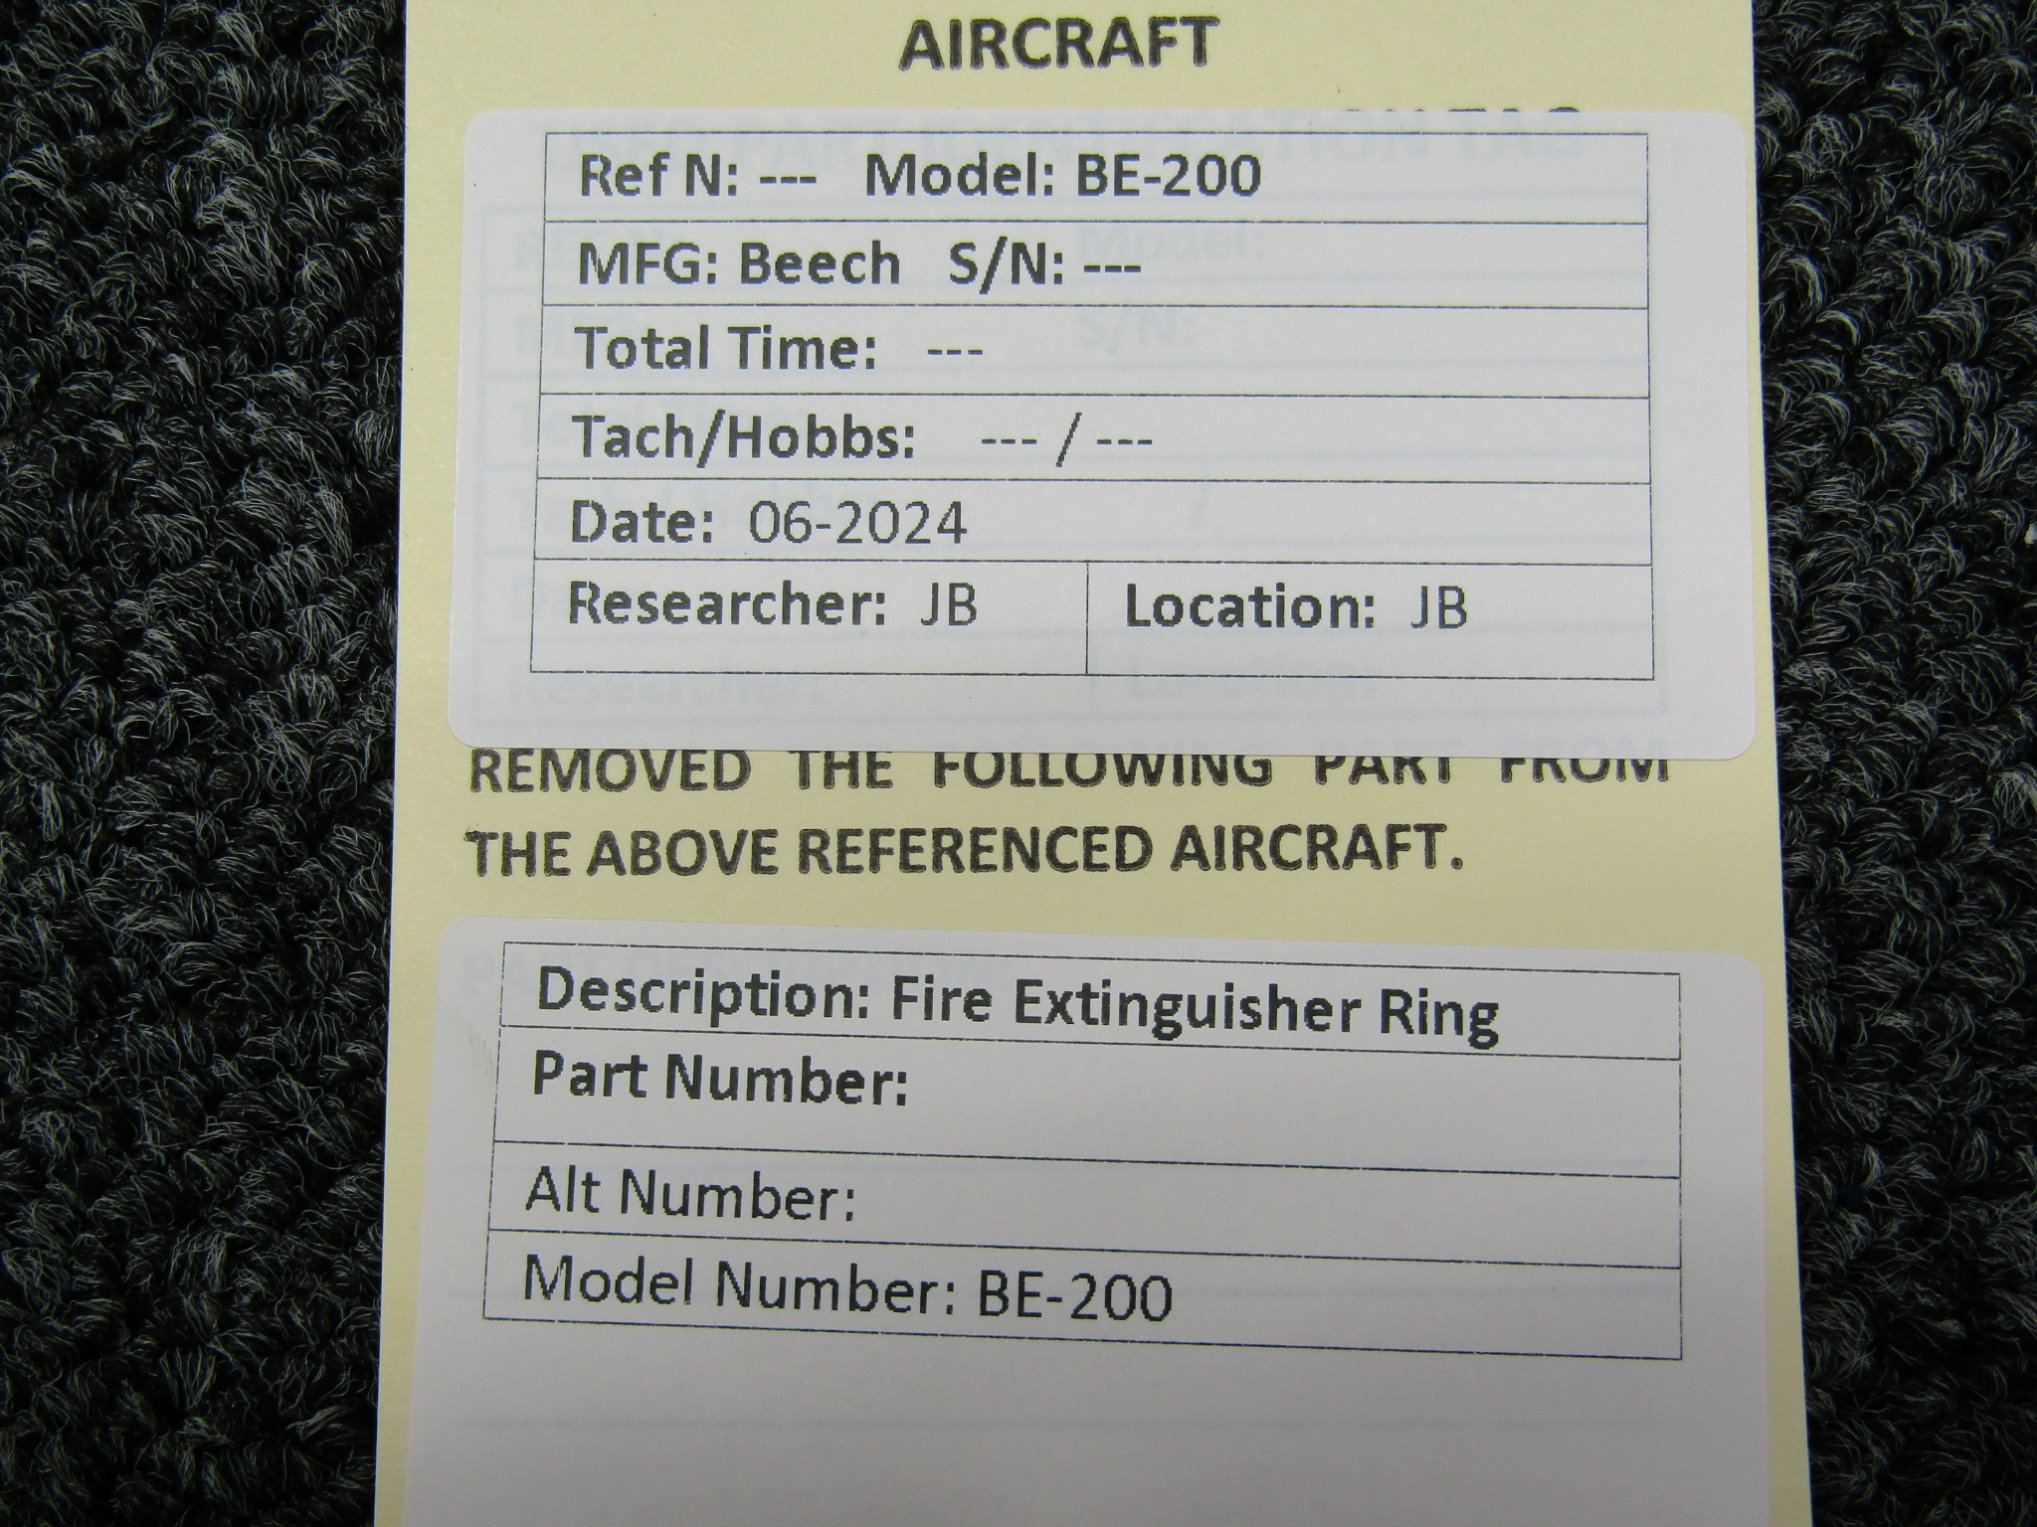 AIRCRAFT
Ref N: --- Model: BE-200
MFG: Beech S/N: ---
Total Time: ---
Tach/Hobbs: --- / ---
Date: 06-2024
Researcher: JB Location: JB
REMOVED THE FOLLOWING PART FROM
THE ABOVE REFERENCED AIRCRAFT.
Description: Fire Extinguisher Ring
Part Number:
Alt Number:
Model Number: BE-200